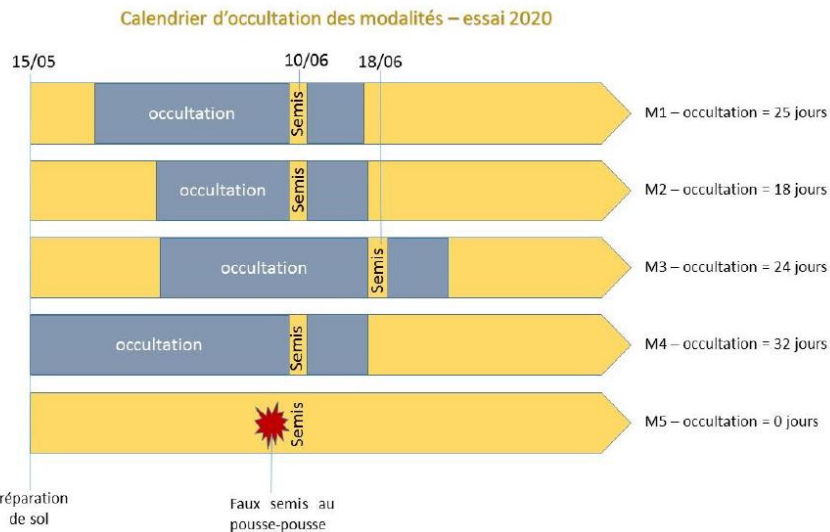 Calendrier d’occultation des modalités – essai 2020
15/05
10/06
18/06
occultation
Semis
M1 – occultation = 25 jours
occultation
Semis
M2 – occultation = 18 jours
occultation
Semis
M3 – occultation = 24 jours
occultation
Semis
M4 – occultation = 32 jours
Semis
M5 – occultation = 0 jours
réparation
de sol
Faux semis au
pousse-pousse